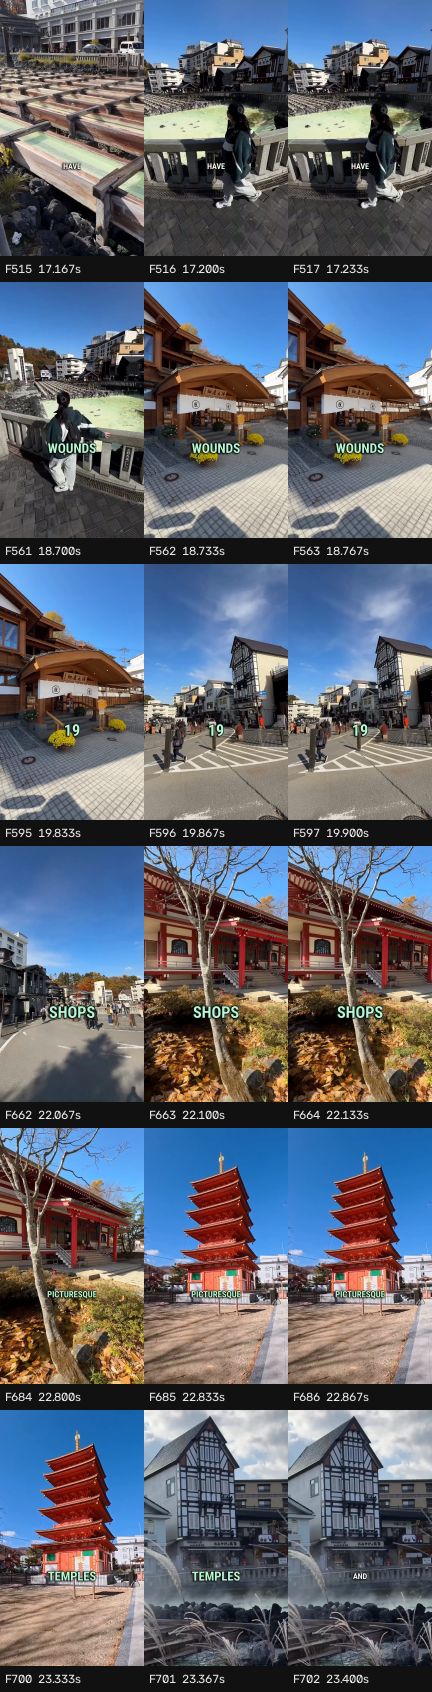 HAVE
HAVE
HAVE
F515 17.167s
F516 17.200s
F517 17.233s
WOUNDS
WOUNDS
WOUNDS
F561 18.700s
F562 18.733s
F563 18.767s
19
19
19
F595 19.833s
F596 19.867s
F597 19.900s
SHOPS
SHOPS
SHOPS
F662 22.067s
F663 22.100s
F664 22.133s
PICTURESQUE
PICTURESQUE
PICTURESQUE
F684 22.800s
F685 22.833s
F686 22.867s
TEMPLES
TEMPLES
AND
F700 23.333s
F701 23.367s
F702 23.400s